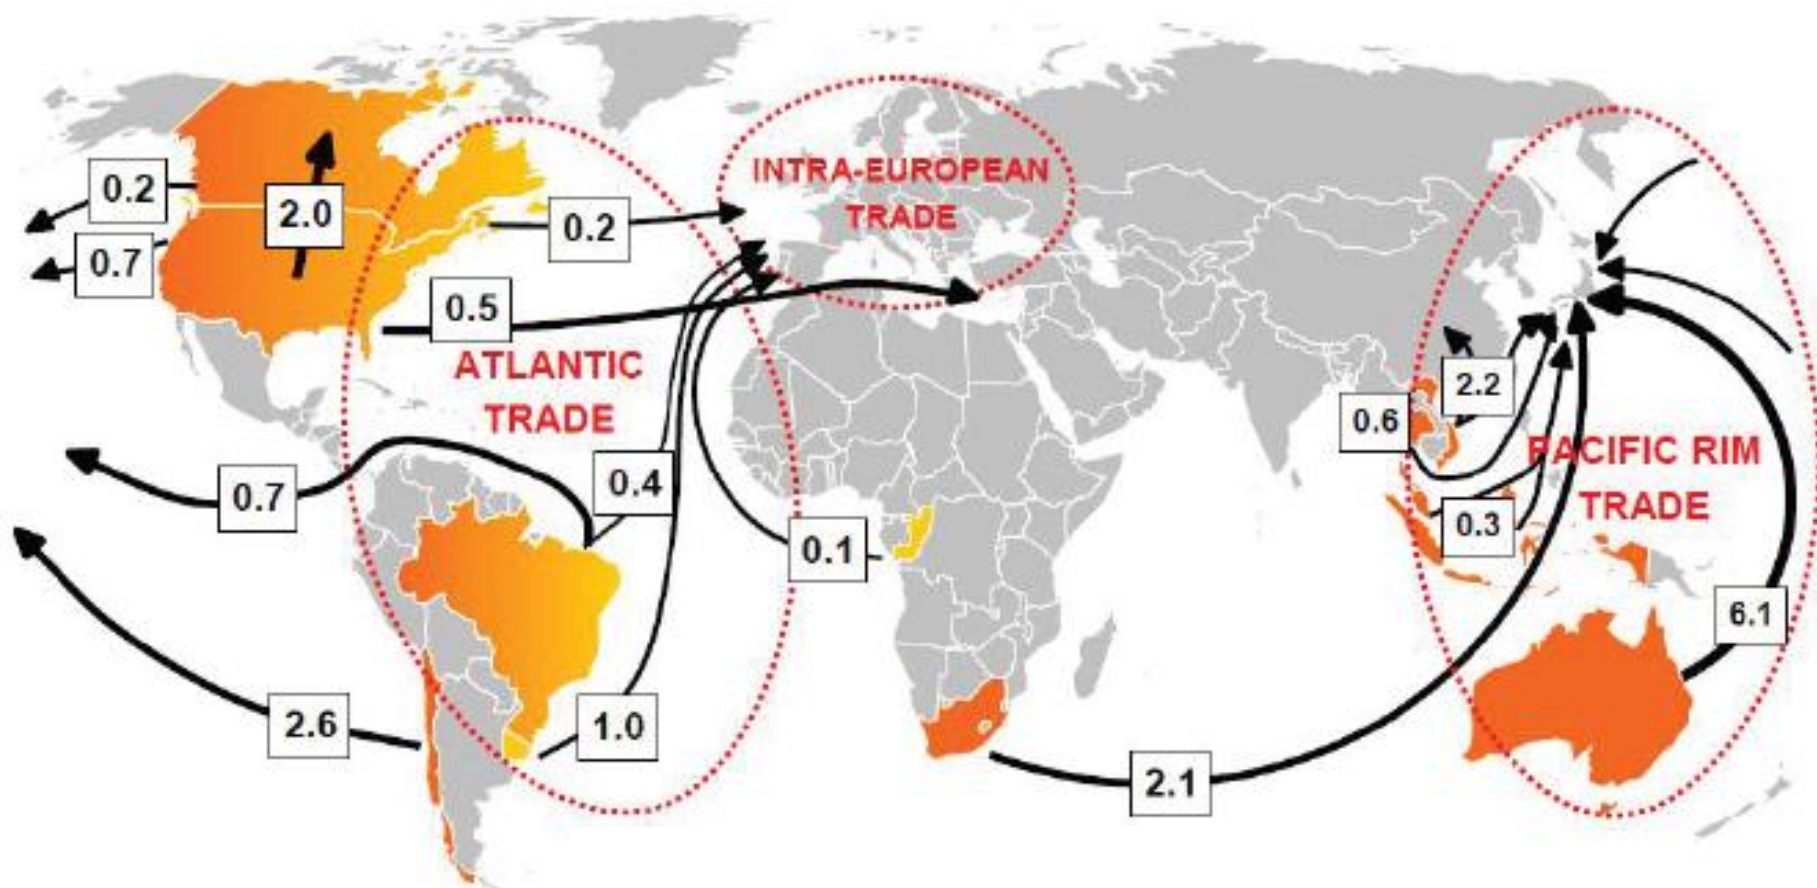 INTRA-EUROPEAN
TRADE
0.2
2.0
0.2
0.7
0.5
ATLANTIC
TRADE
2.2
0.6
PACIFIC RIM
TRADE
0.7
0.4
0.3
0.1
6.1
2.6
1.0
2.1